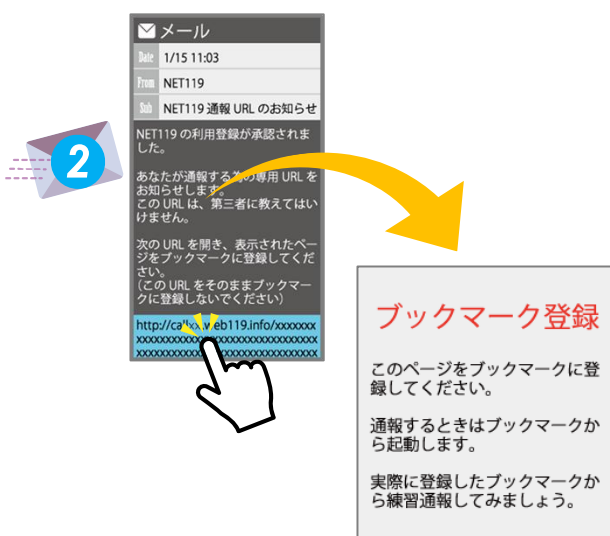 2
メール
Date 1/15 11:03
From NET119
Sub NET119 通報 URL のお知らせ
NET119 の利用登録が承認されま
した。
あなたが通報する為の専用 URL を
お知らせします。
この URL は、第三者に教えてはい
けません。
次の URL を開き、表示されたペー
ジをブックマークに登録してくだ
さい。
（この URL をそのままブックマー
クに登録しないでください）
http://callxx.web119.info/xxxxxxx
xxxxxxxxxxxxxxxxxxxxxxxxxxxxxxx
xxxxxxxxxxxxxxxxxxxxxxxxxxxxxxx
ブックマーク登録
このページをブックマークに登
録してください。
通報するときはブックマークか
ら起動します。
実際に登録したブックマークか
ら練習通報してみましょう。